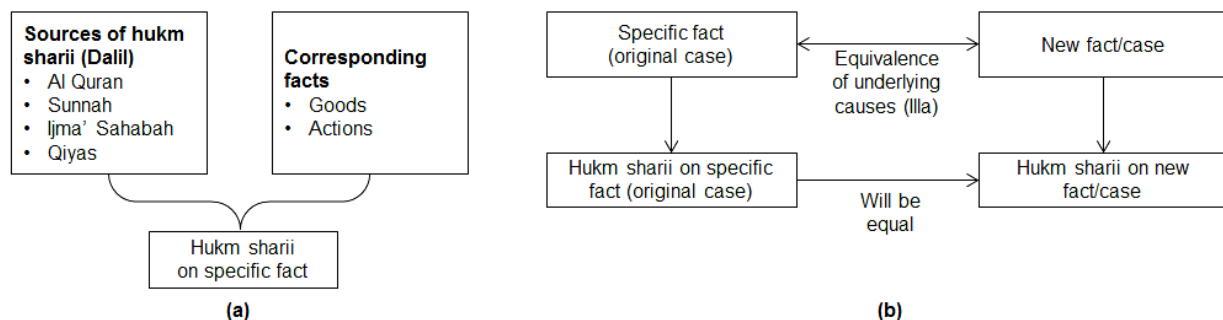 Sources of hukm
sharii (Dalil)
• Al Quran
• Sunnah
• Ijma' Sahabah
• Qiyas
Corresponding
facts
• Goods
• Actions
Hukm sharii
on specific fact
(a)
Specific fact
(original case)
Equivalence
of underlying
causes (Illa)
New fact/case
Hukm sharii on specific
fact (original case)
Will be
equal
Hukm sharii on new
fact/case
(b)